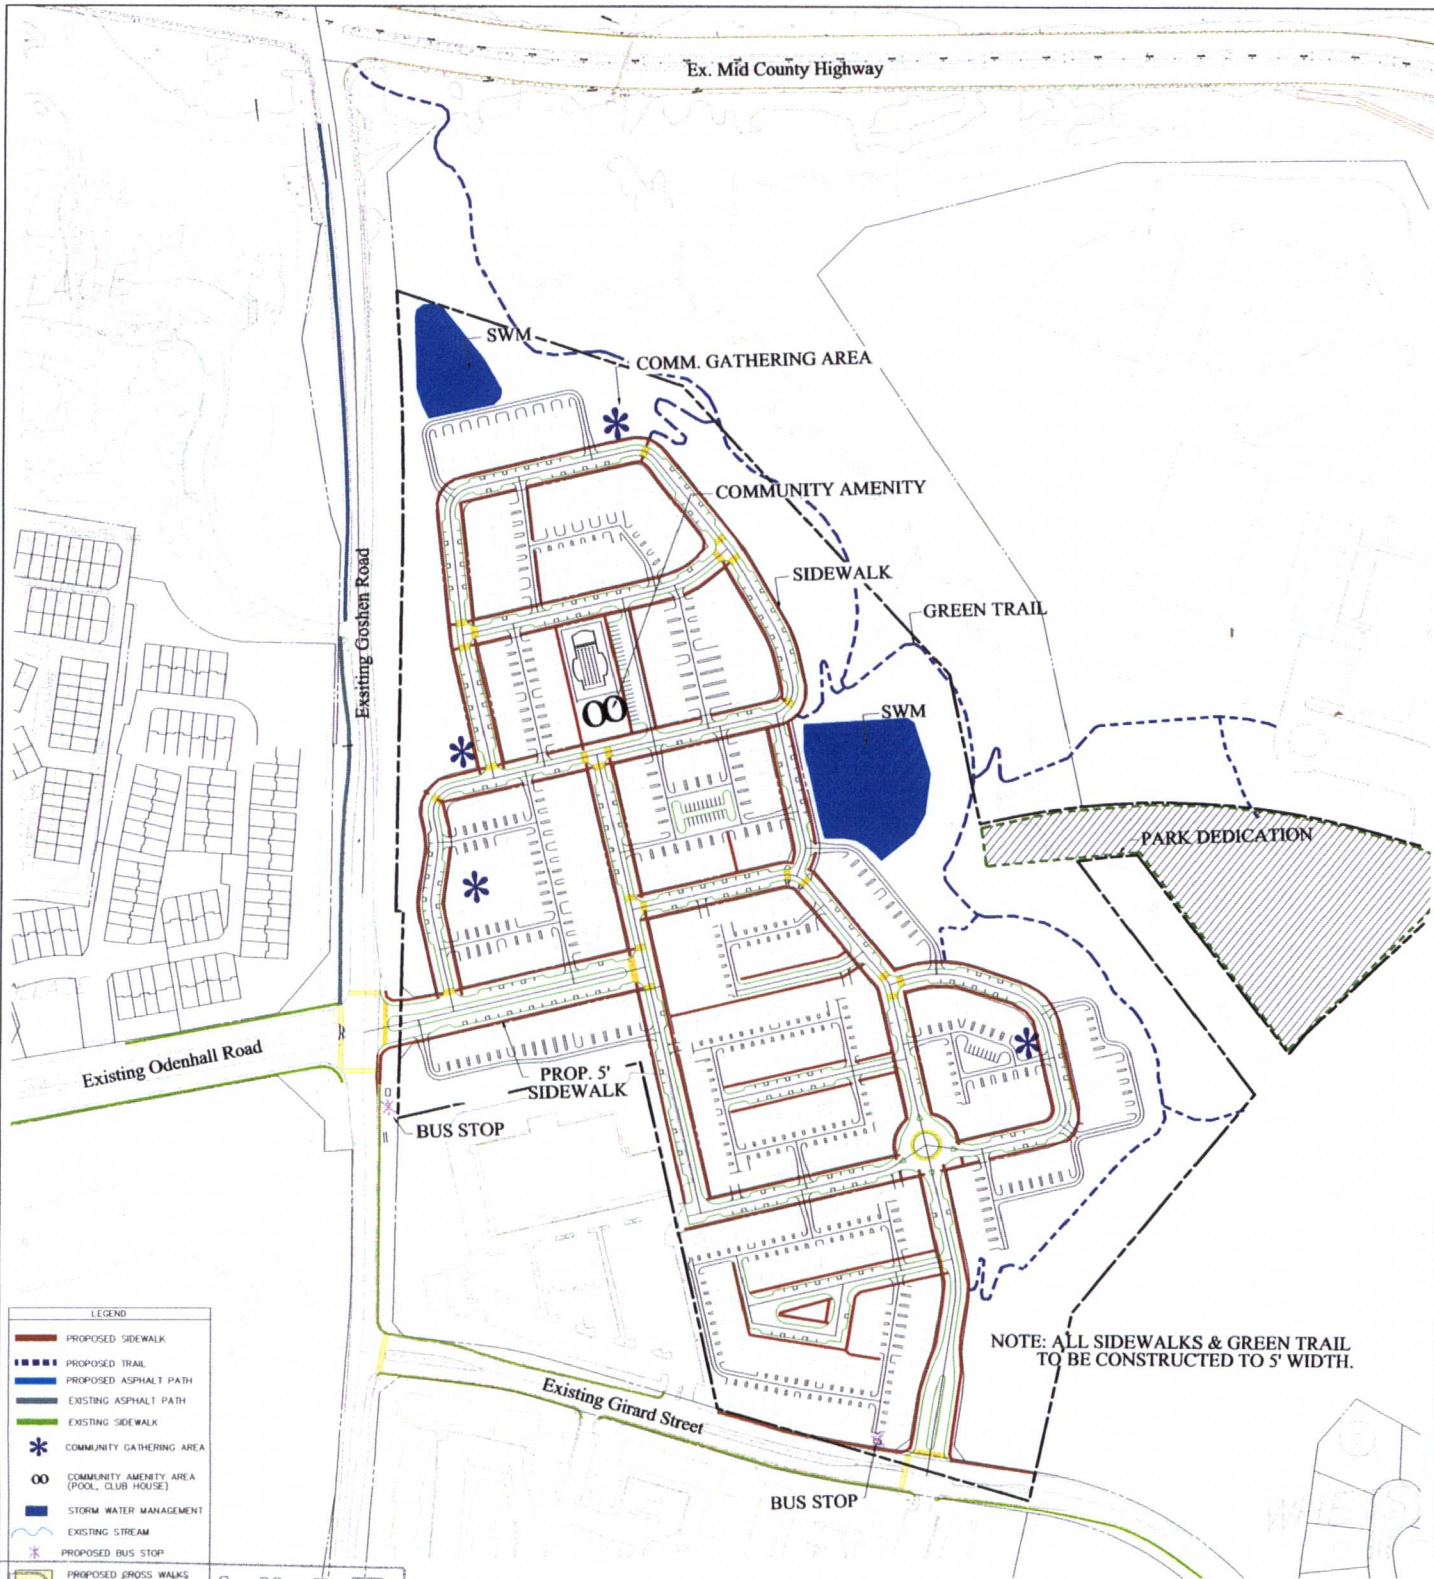 Ex. Mid County Highway
SWM
COMM. GATHERING AREA
COMMUNITY AMENITY
SIDEWALK
GREEN TRAIL
Exsiting Goshen Road
SWM
PARK DEDICATION
Existing Odenhall Road
PROP. 5'
SIDEWALK
BUS STOP
NOTE: ALL SIDEWALKS & GREEN TRAIL
TO BE CONSTRUCTED TO 5' WIDTH.
Existing Girard Street
BUS STOP
LEGEND
PROPOSED SIDEWALK
PROPOSED TRAIL
PROPOSED ASPHALT PATH
EXISTING ASPHALT PATH
EXISTING SIDEWALK
COMMUNITY GATHERING AREA
COMMUNITY AMENITY AREA
(POOL, CLUB HOUSE)
STORM WATER MANAGEMENT
EXISTING STREAM
PROPOSED BUS STOP
PROPOSED CROSS WALKS